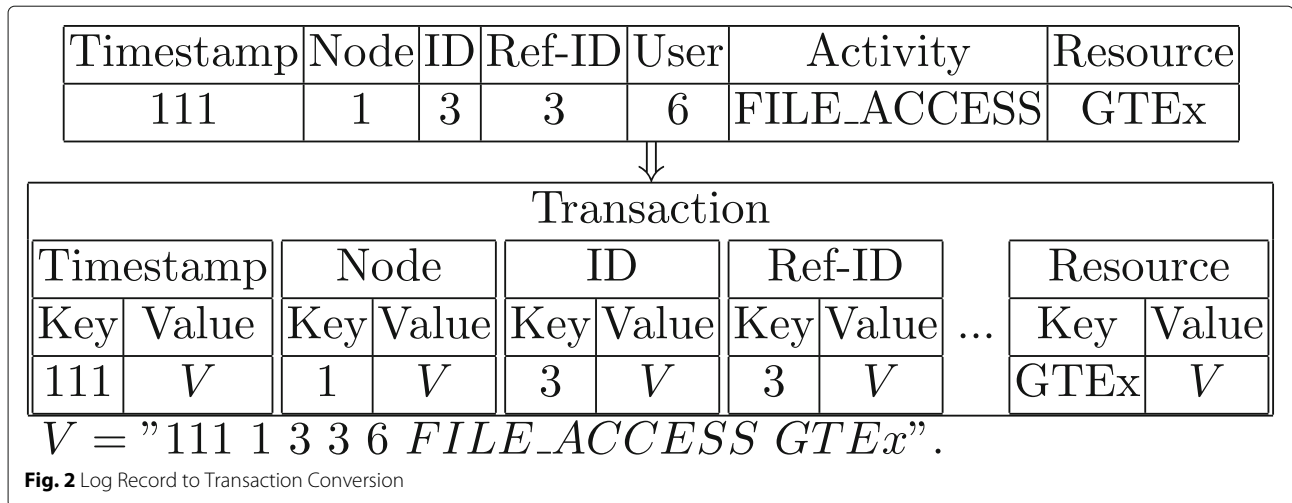 Timestamp Node ID Ref-ID User Activity Resource
111 1 3 3 6 FILE_ACCESS GTEx
⇓
Transaction
Timestamp Node ID Ref-ID Resource
Key Value Key Value Key Value Key Value ... Key Value
111 V 1 V 3 V 3 V GTEx V
V = "111 1 3 3 6 FILE_ACCESS GTEx".
Fig. 2 Log Record to Transaction Conversion